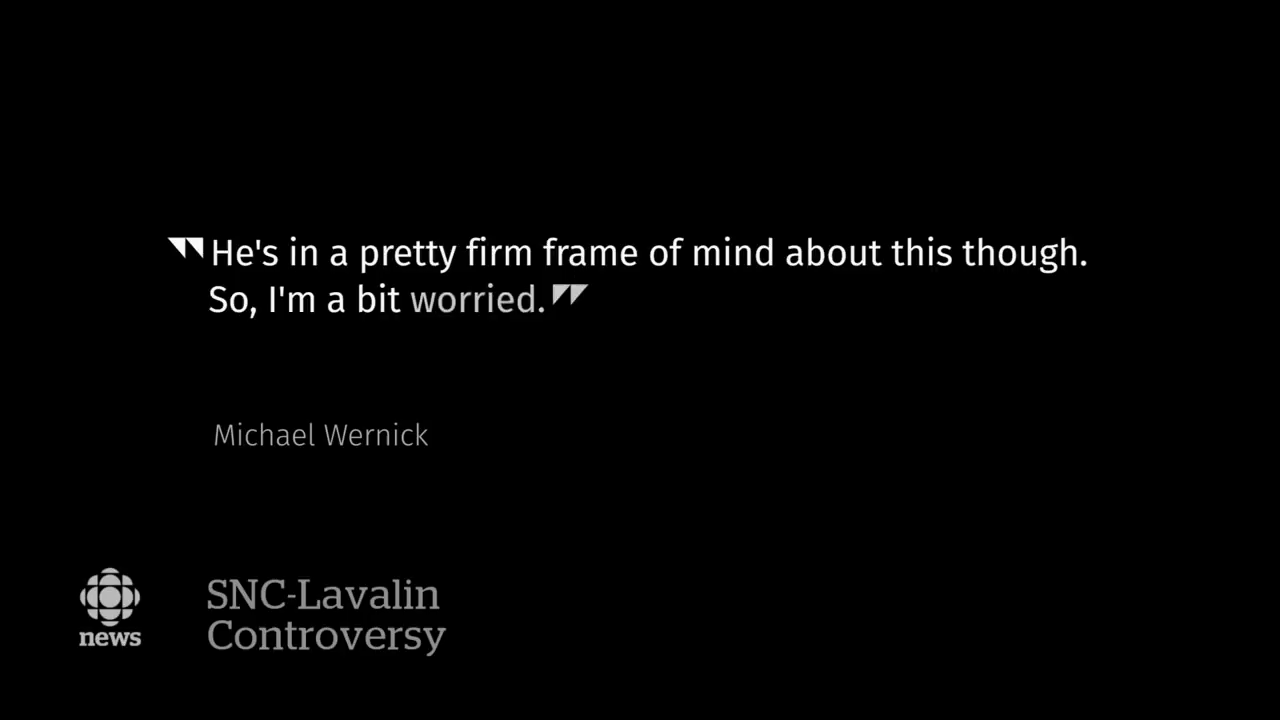 "He's in a pretty firm frame of mind about this though.
So, I'm a bit worried."
Michael Wernick
news
SNC-Lavalin
Controversy